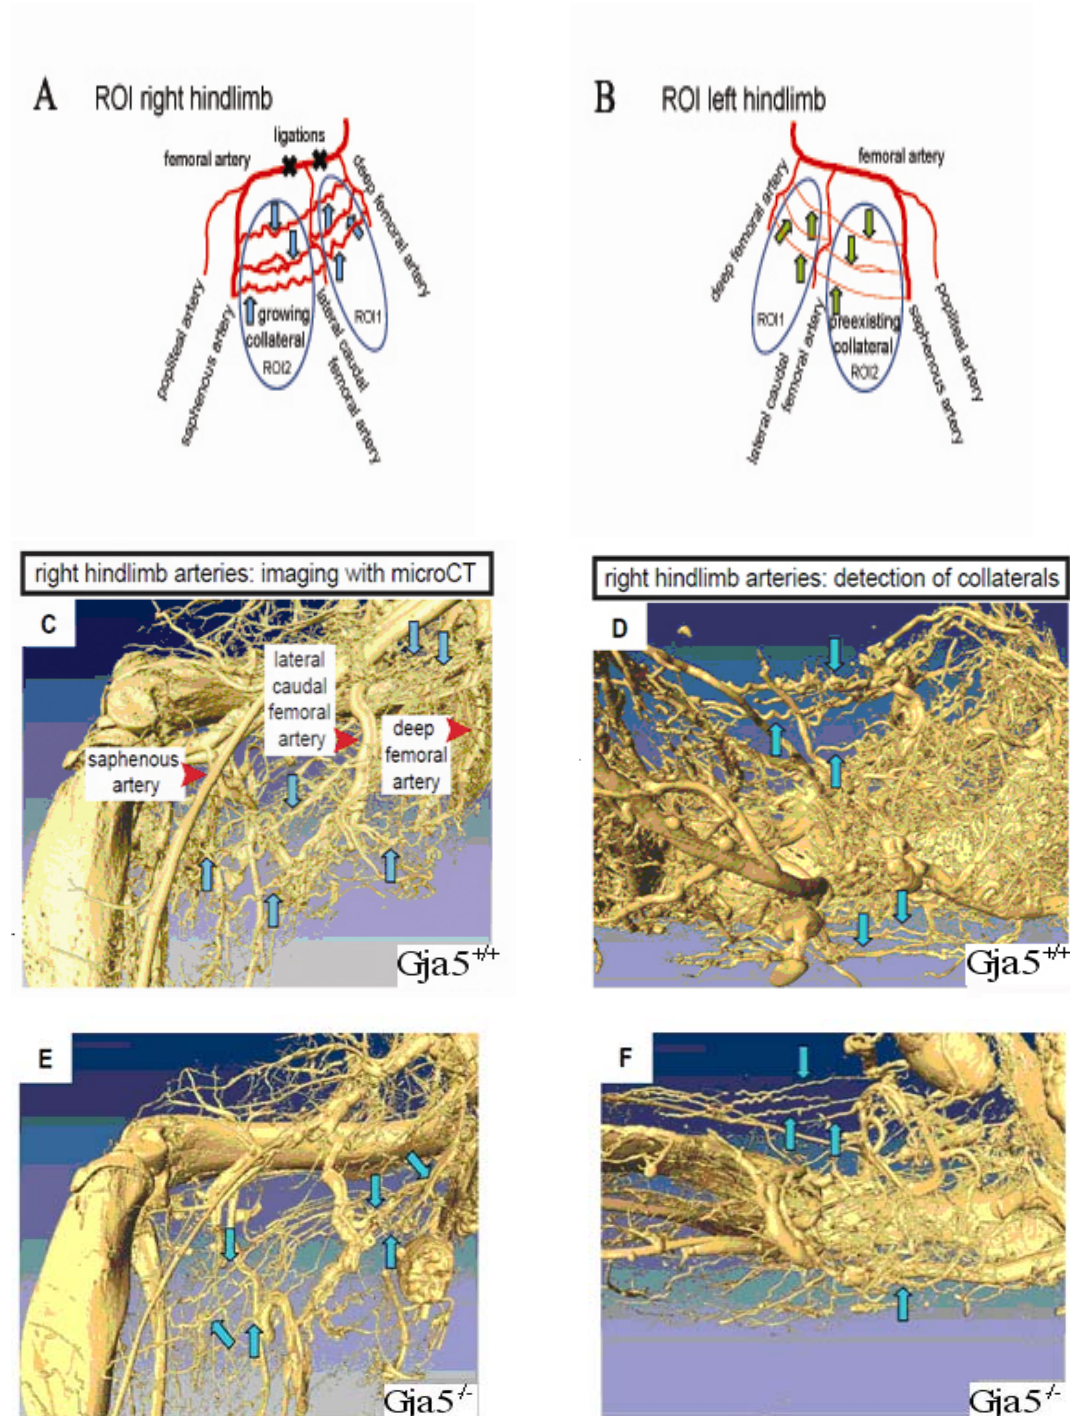 A ROI right hindlimb
ligations
femoral artery
deep femoral artery
popliteal artery
saphenous artery
growing
collateral
ROI2
ROI1
lateral caudal
femoral artery
B ROI left hindlimb
femoral artery
deep femoral artery
ROI1
preexisting
collateral
ROI2
lateral caudal
femoral artery
saphenous artery
popliteal artery
right hindlimb arteries: imaging with microCT
C
lateral
caudal
femoral
artery
deep
femoral
artery
saphenous
artery
Gja5+/+
right hindlimb arteries: detection of collaterals
D
Gja5+/+
E
Gja5-/-
F
Gja5-/-